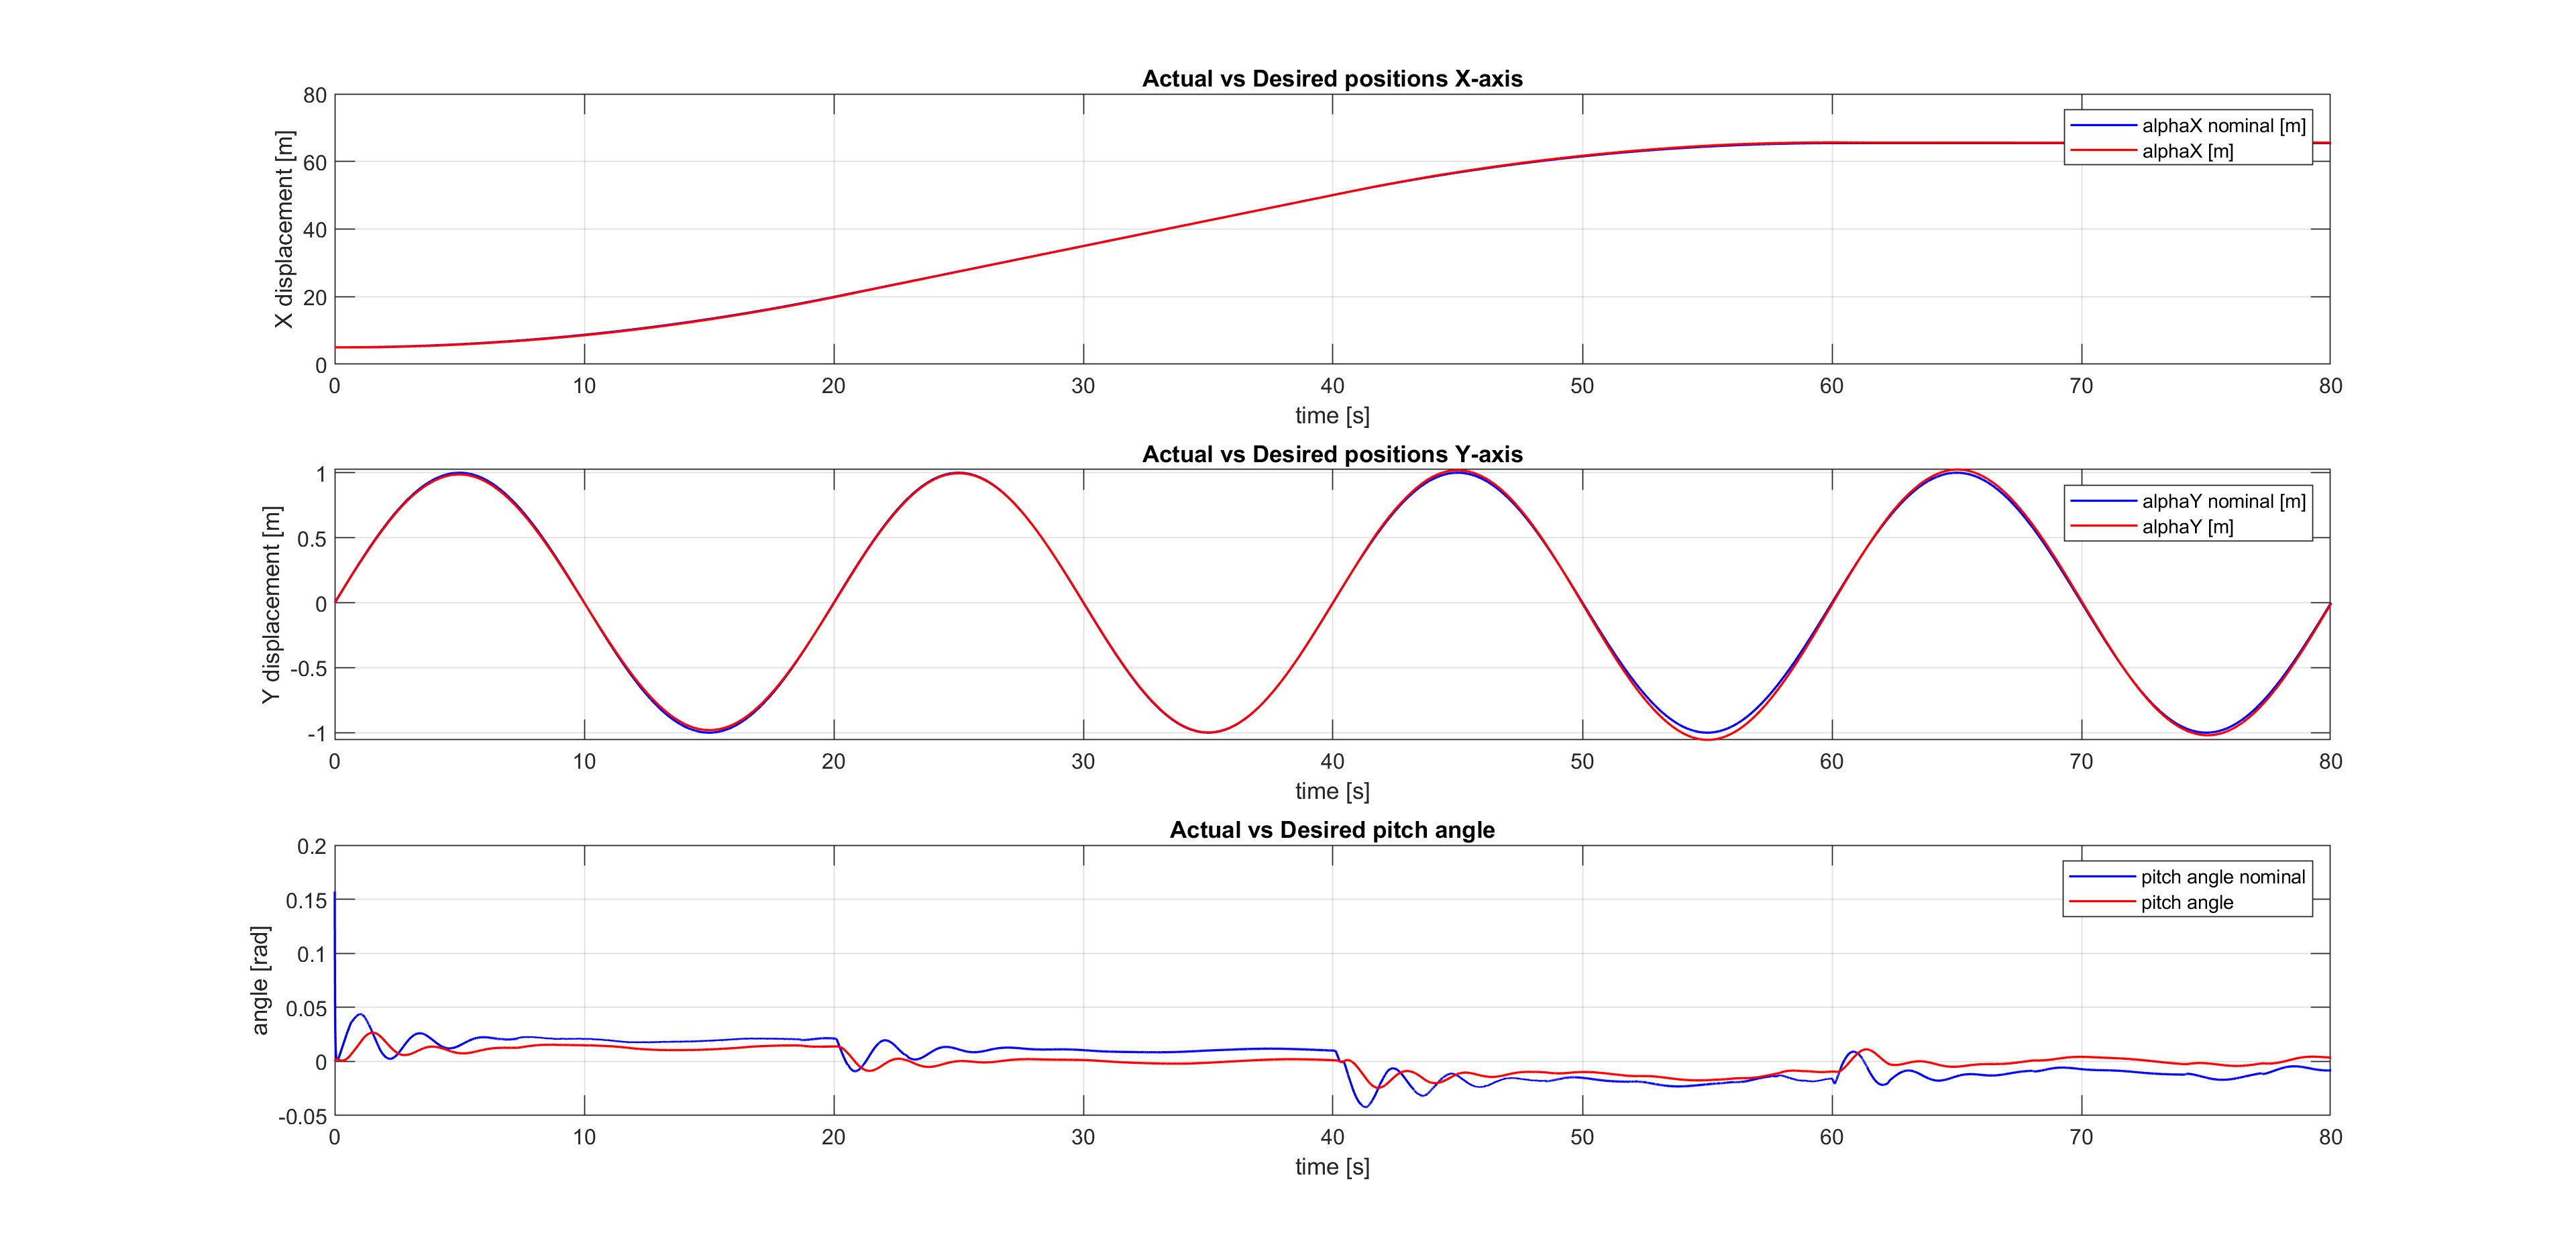 Actual vs Desired positions X-axis
80
60
40
20
0
X displacement [m]
alphaX nominal [m]
alphaX [m]
0 10 20 30 40 50 60 70 80
time [s]
Actual vs Desired positions Y-axis
1
0.5
0
-0.5
-1
Y displacement [m]
alphaY nominal [m]
alphaY [m]
0 10 20 30 40 50 60 70 80
time [s]
Actual vs Desired pitch angle
0.2
0.15
0.1
0.05
0
-0.05
angle [rad]
pitch angle nominal
pitch angle
0 10 20 30 40 50 60 70 80
time [s]